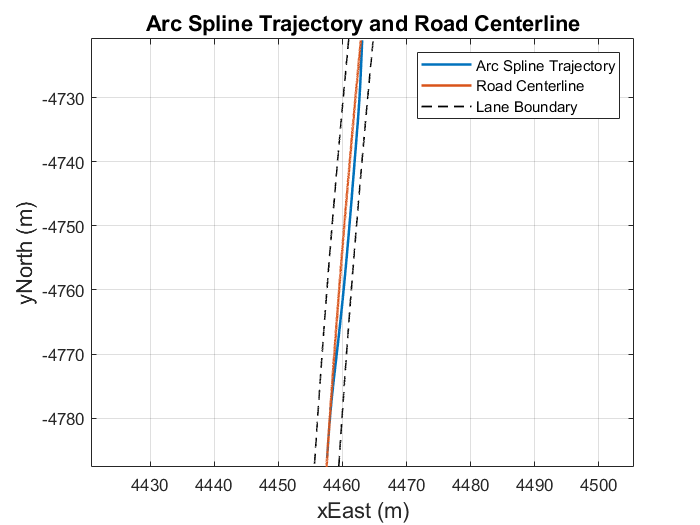 Arc Spline Trajectory and Road Centerline
Arc Spline Trajectory
Road Centerline
Lane Boundary
yNorth (m)
-4730
-4740
-4750
-4760
-4770
-4780
4430 4440 4450 4460 4470 4480 4490 4500
xEast (m)